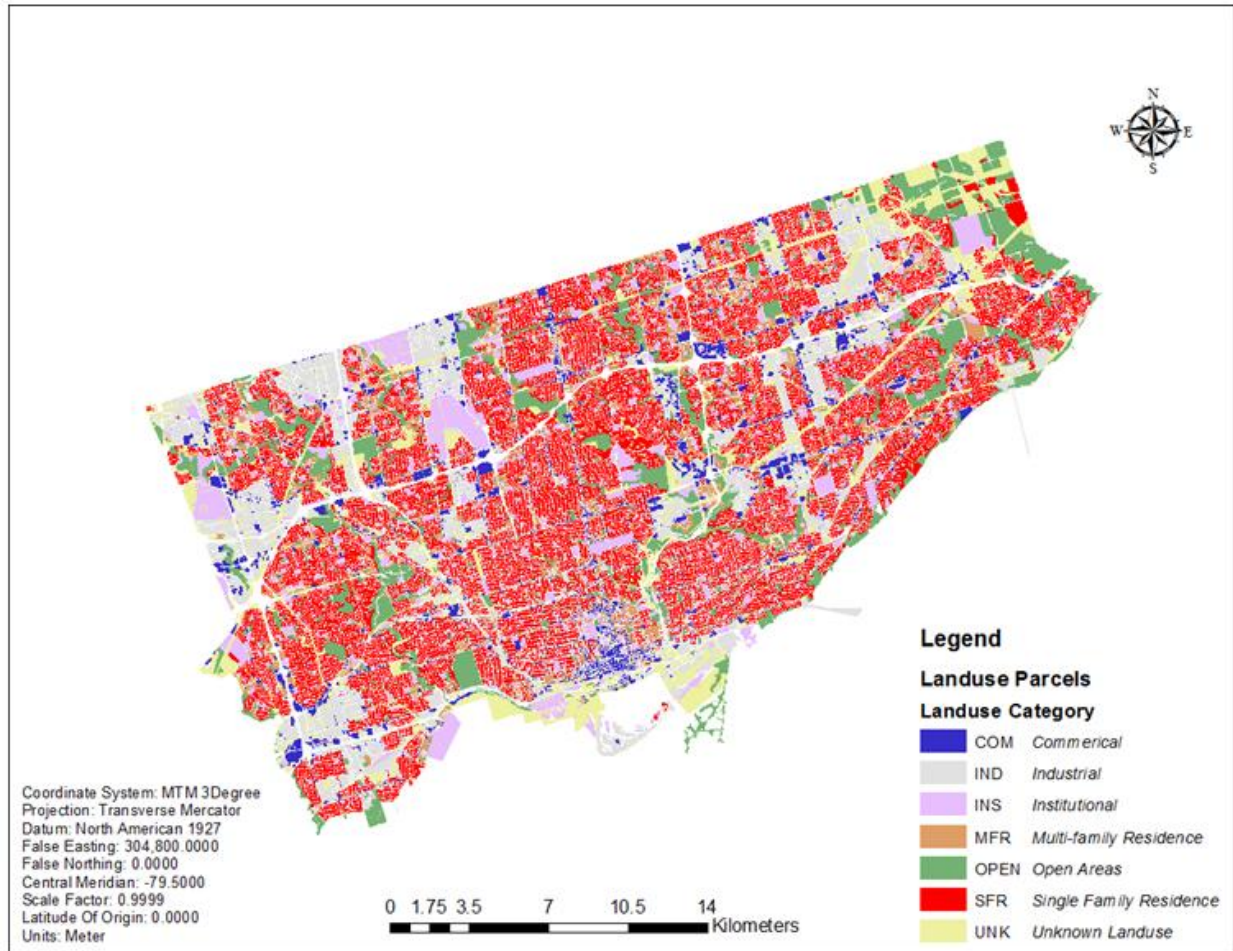 N
W E
S
Legend
Landuse Parcels
Landuse Category
COM Commerical
IND Industrial
INS Institutional
MFR Multi-family Residence
OPEN Open Areas
SFR Single Family Residence
UNK Unknown Landuse
Coordinate System: MTM 3Degree
Projection: Transverse Mercator
Datum: North American 1927
False Easting: 304,800.0000
False Northing: 0.0000
Central Meridian: -79.5000
Scale Factor: 0.9999
Latitude Of Origin: 0.0000
Units: Meter
0 1.75 3.5 7 10.5 14
Kilometers